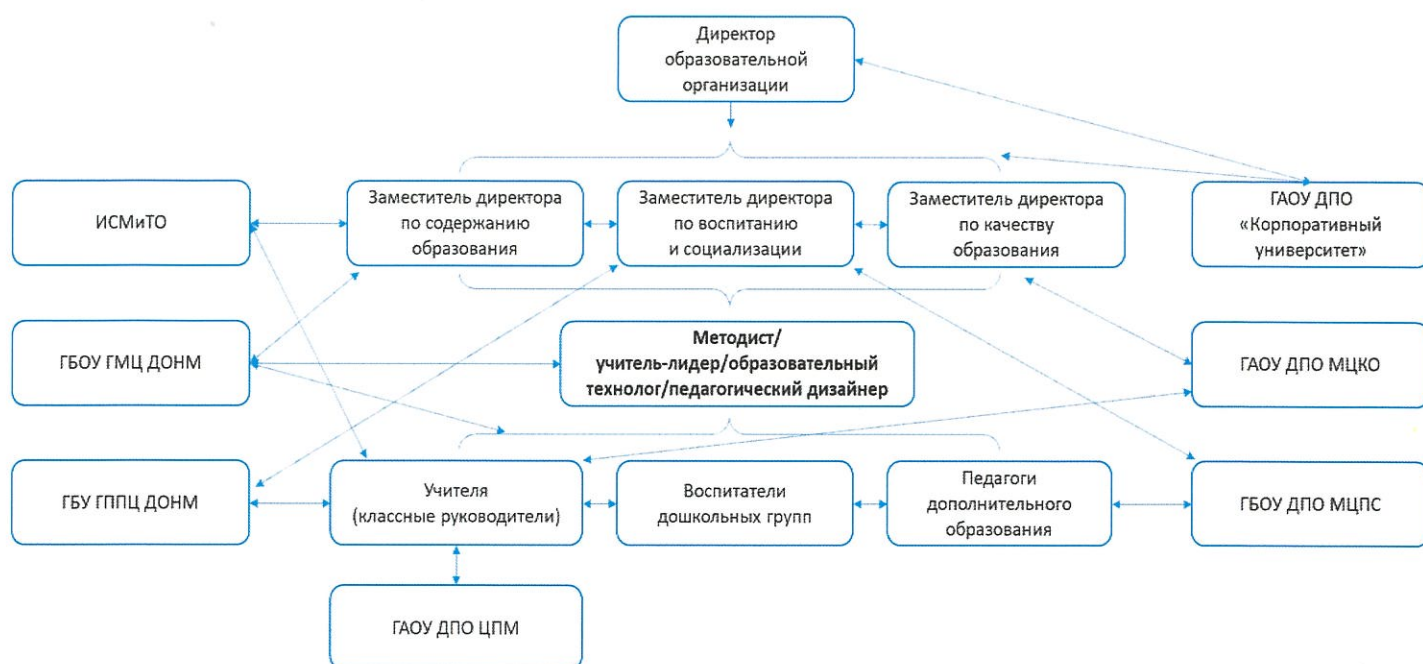 Директор
образовательной
организации
ИСМиТО
Заместитель директора
по содержанию
образования
Заместитель директора
по воспитанию
и социализации
Заместитель директора
по качеству
образования
ГАОУ ДПО
«Корпоративный
университет»
ГБОУ ГМЦ ДОНМ
Методист/
учитель-лидер/образовательный
технолог/педагогический дизайнер
ГАОУ ДПО МЦКО
ГБУ ГППЦ ДОНМ
Учителя
(классные руководители)
Воспитатели
дошкольных групп
Педагоги
дополнительного
образования
ГБОУ ДПО МЦПС
ГАОУ ДПО ЦПМ